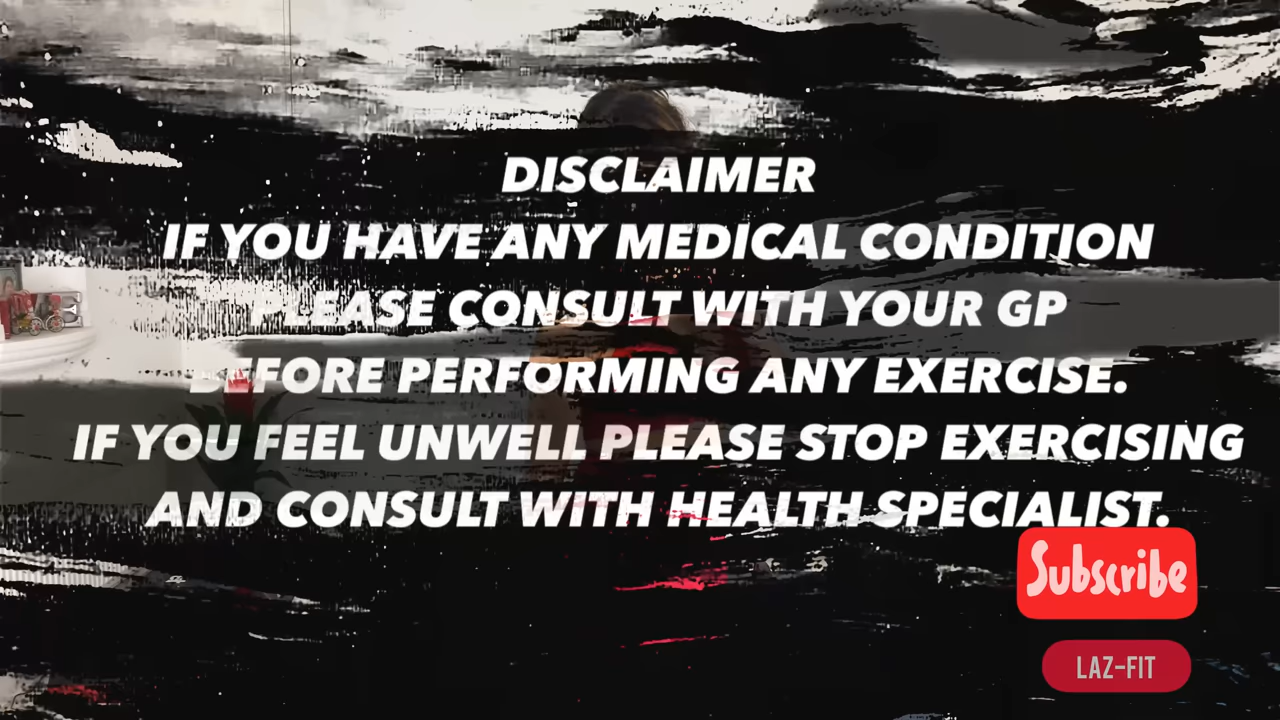 DISCLAIMER
IF YOU HAVE ANY MEDICAL CONDITION
PLEASE CONSULT WITH YOUR GP
BEFORE PERFORMING ANY EXERCISE.
IF YOU FEEL UNWELL PLEASE STOP EXERCISING
AND CONSULT WITH HEALTH SPECIALIST.
Subscribe
LAZ-FIT